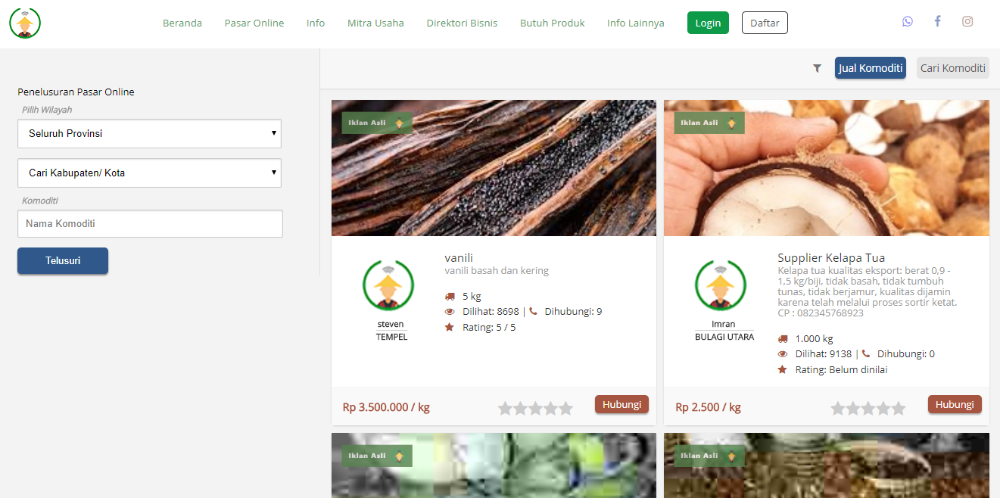 Beranda
Pasar Online
Info
Mitra Usaha
Direktori Bisnis
Butuh Produk
Info Lainnya
Login
Daftar
Jual Komoditi
Cari Komoditi
Penelusuran Pasar Online
Pilih Wilayah
Seluruh Provinsi
Cari Kabupaten/ Kota
Komoditi
Nama Komoditi
Telusuri
Iklan Asli
vanili
vanili basah dan kering
5 kg
Dilihat: 8698 | Dihubungi: 9
Rating: 5 / 5
steven
TEMPEL
Rp 3.500.000 / kg
Hubungi
Iklan Asli
Supplier Kelapa Tua
Kelapa tua kualitas eksport: berat 0,9 -
1,5 kg/biji, tidak basah, tidak tumbuh
tunas, tidak berjamur, kualitas dijamin
karena telah melalui proses sortir ketat.
CP : 082345768923
1.000 kg
Dilihat: 9138 | Dihubungi: 0
Rating: Belum dinilai
Imran
BULAGI UTARA
Rp 2.500 / kg
Hubungi
Iklan Asli
Iklan Asli